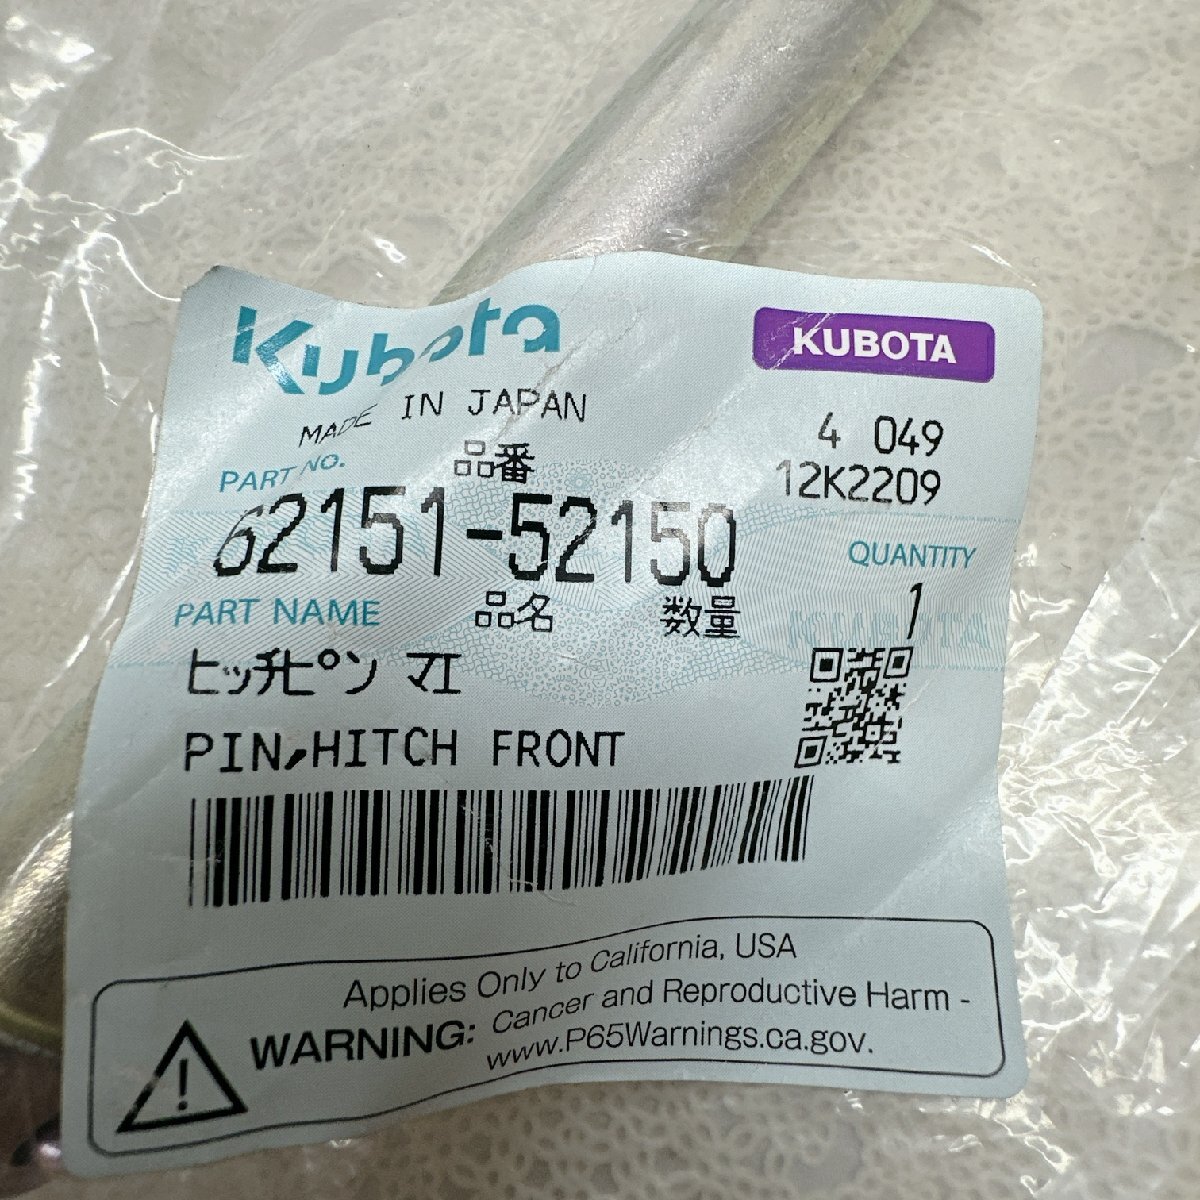 Kubota
KUBOTA
MADE IN JAPAN
4 049
PART NO. 品番
12K2209
62151-52150
QUANTITY
PART NAME 品名 数量 1
KUBOTA
ヒッチピン マエ
PIN,HITCH FRONT
Applies Only to California, USA
WARNING: Cancer and Reproductive Harm -
www.P65Warnings.ca.gov.